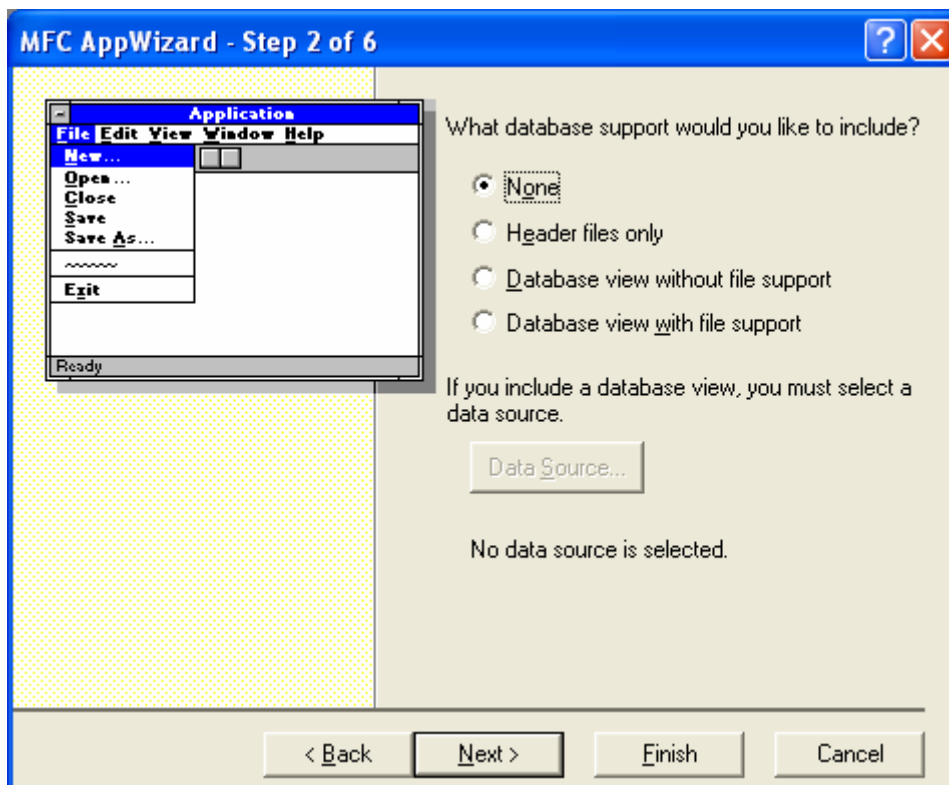 MFC AppWizard - Step 2 of 6
Application
File Edit View Window Help
New...
Open ...
Close
Save
Save As...
Exit
Ready
What database support would you like to include?
None
Header files only
Database view without file support
Database view with file support
If you include a database view, you must select a
data source.
Data Source...
No data source is selected.
< Back
Next >
Finish
Cancel